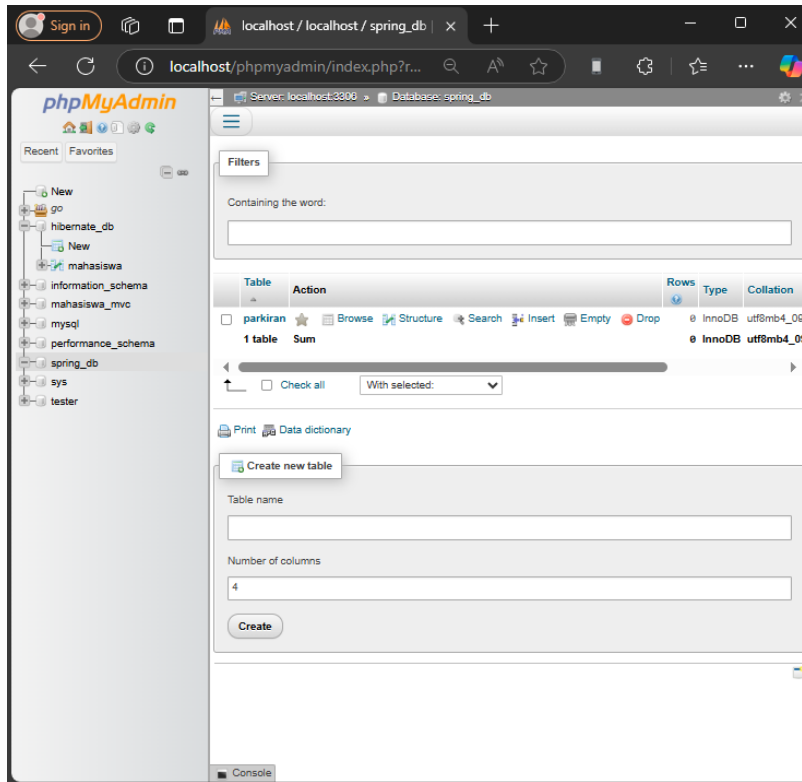 Sign in
localhost / localhost / spring_db |
localhost/phpmyadmin/index.php?r...
phpMyAdmin
Recent Favorites
New
go
hibernate_db
New
mahasiswa
information_schema
mahasiswa_mvc
mysql
performance_schema
spring_db
sys
tester
Server: localhost:3306 » Database: spring_db
Filters
Containing the word:
Table Action Rows Type Collation
parkiran Browse Structure Search Insert Empty Drop 0 InnoDB utf8mb4_09
1 table Sum 0 InnoDB utf8mb4_09
Check all With selected:
Print Data dictionary
Create new table
Table name
Number of columns
4
Create
Console